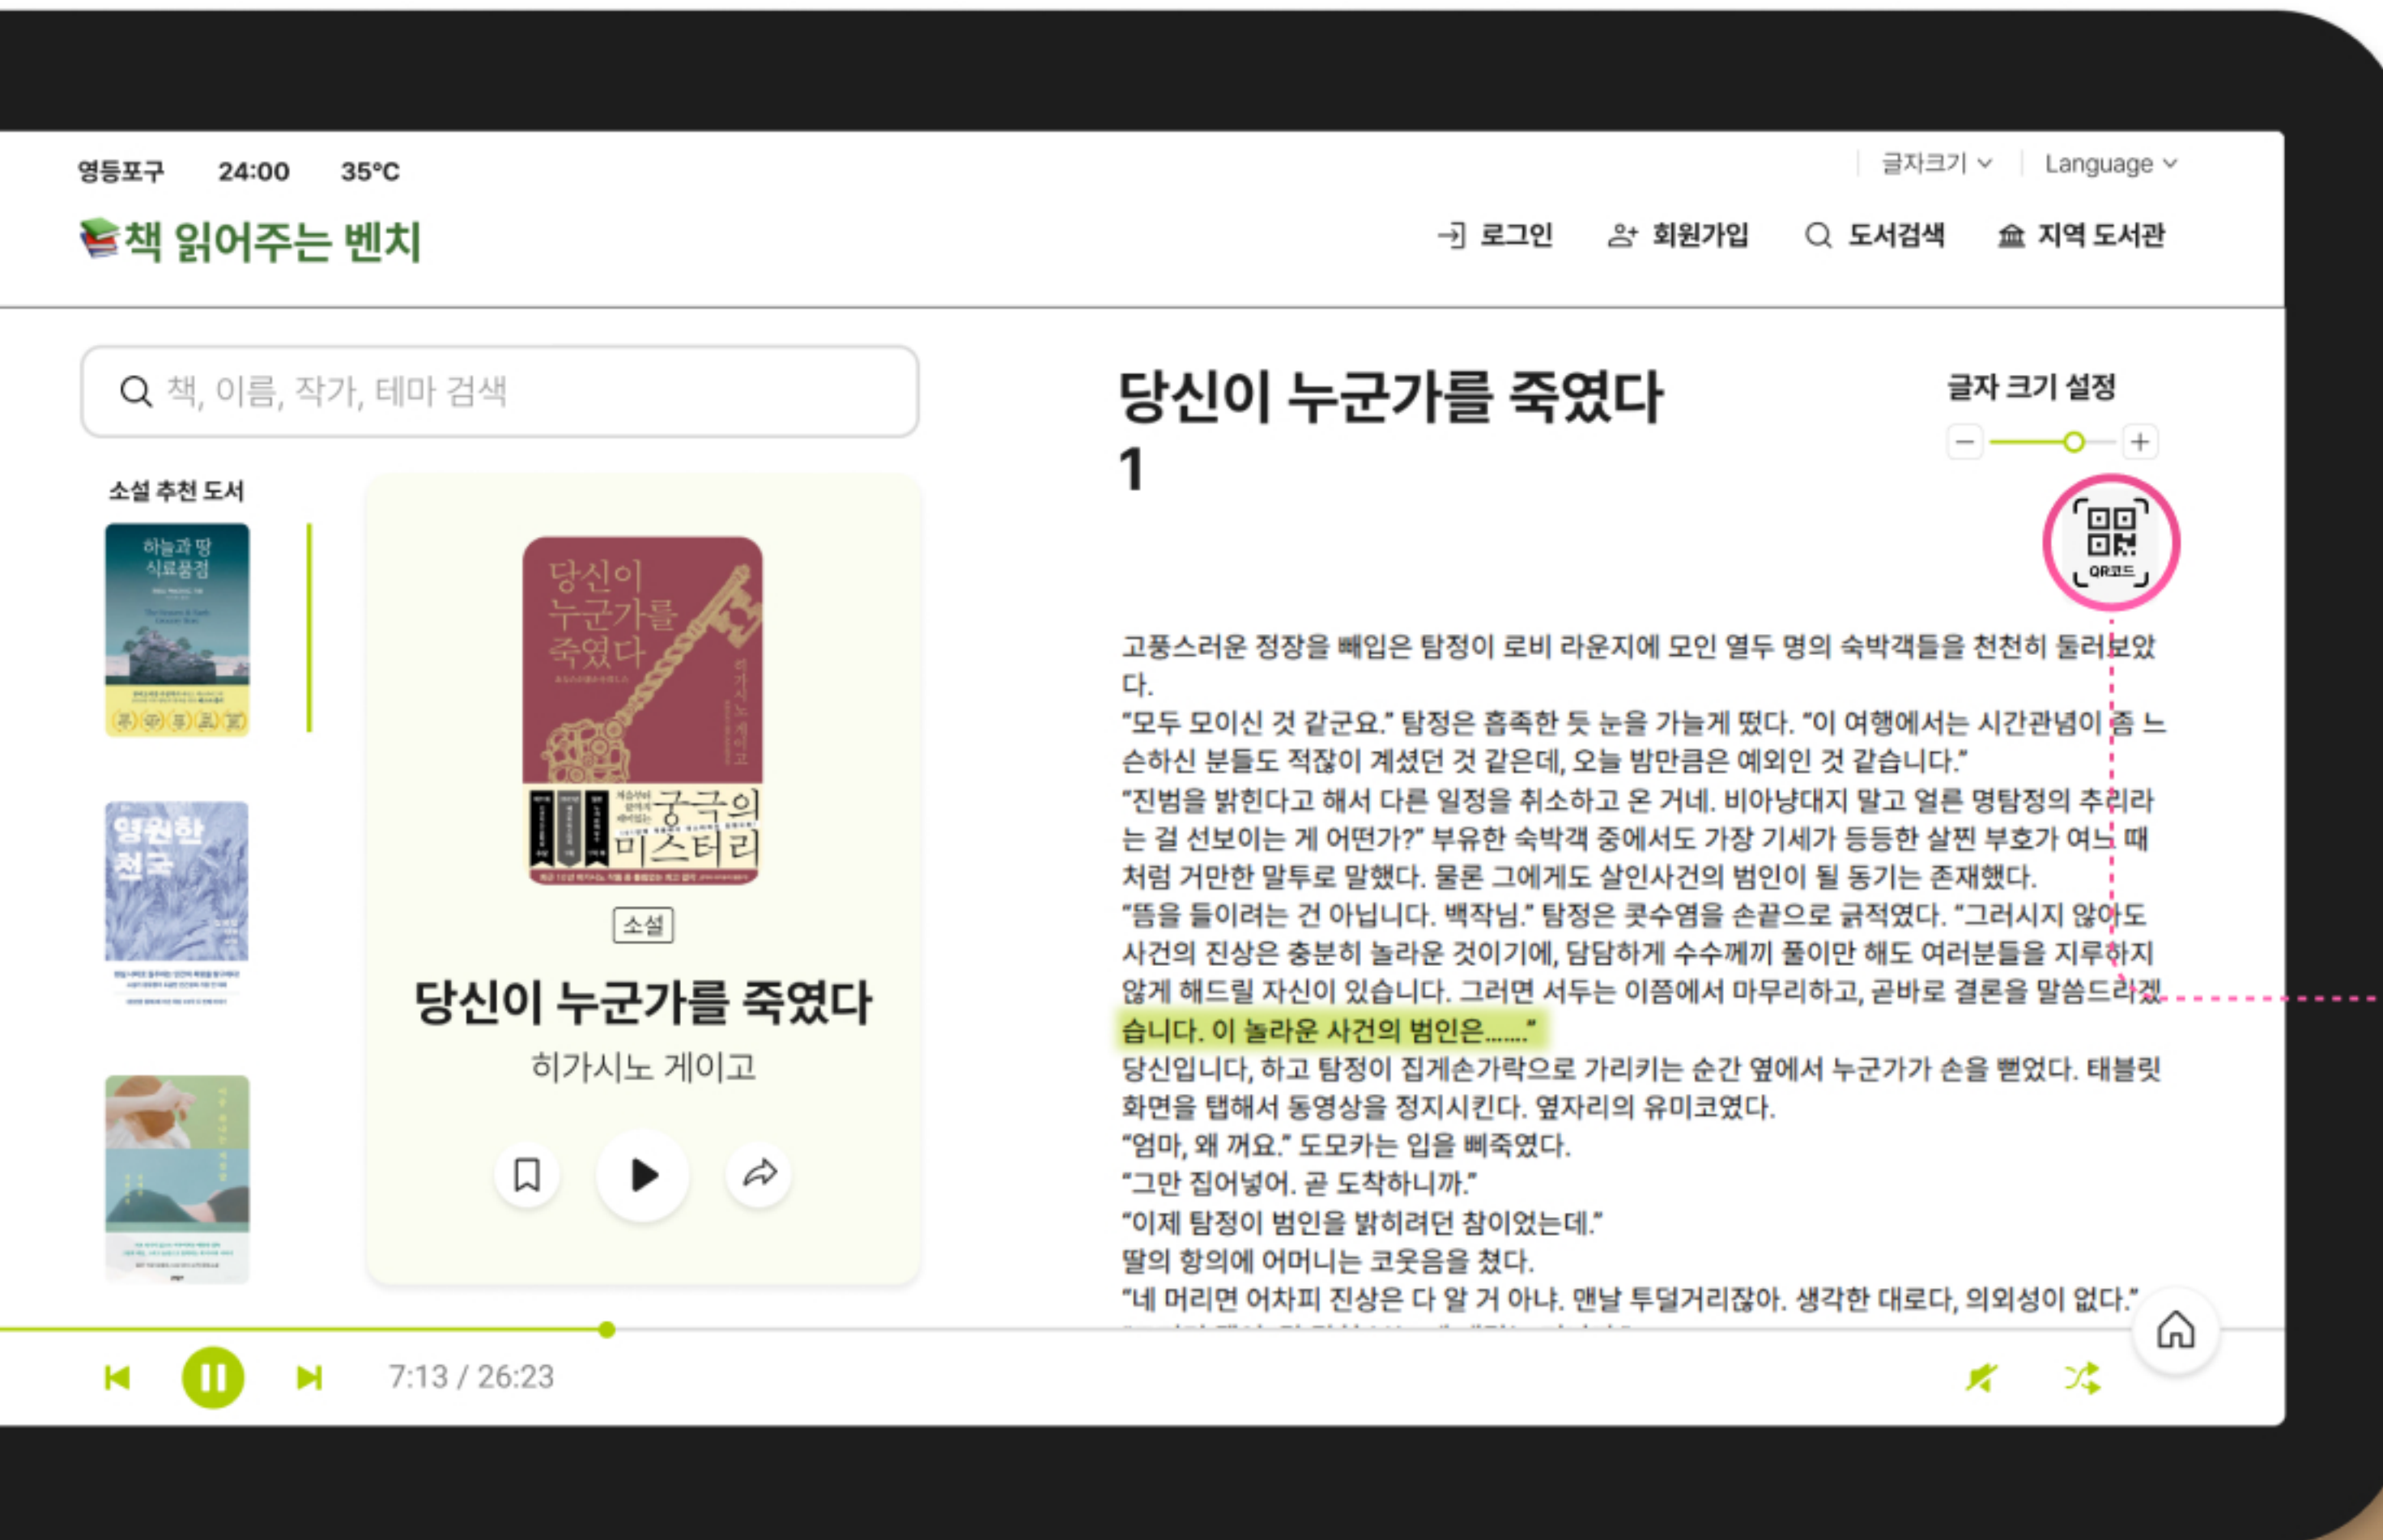 영등포구 24:00 35°C
글자크기 Language
📚책 읽어주는 벤치
로그인 회원가입 도서검색 지역 도서관
책, 이름, 작가, 테마 검색
소설 추천 도서
하늘과 땅
식료품점
영원한
천국
당신이
누군가를
죽였다
히가시노 게이고
궁극의
미스터리
소설
당신이 누군가를 죽였다
히가시노 게이고
당신이 누군가를 죽였다
1
글자 크기 설정
QR코드
고풍스러운 정장을 빼입은 탐정이 로비 라운지에 모인 열두 명의 숙박객들을 천천히 둘러보았
다.
“모두 모이신 것 같군요.” 탐정은 흡족한 듯 눈을 가늘게 떴다. “이 여행에서는 시간관념이 좀 느
슨하신 분들도 적잖이 계셨던 것 같은데, 오늘 밤만큼은 예외인 것 같습니다.”
“진범을 밝힌다고 해서 다른 일정을 취소하고 온 거네. 비아냥대지 말고 얼른 명탐정의 추리라
는 걸 선보이는 게 어떤가?” 부유한 숙박객 중에서도 가장 기세가 등등한 살찐 부호가 여느 때
처럼 거만한 말투로 말했다. 물론 그에게도 살인사건의 범인이 될 동기는 존재했다.
“뜸을 들이려는 건 아닙니다. 백작님.” 탐정은 콧수염을 손끝으로 긁적였다. “그러시지 않아도
사건의 진상은 충분히 놀라운 것이기에, 담담하게 수수께끼 풀이만 해도 여러분들을 지루하지
않게 해드릴 자신이 있습니다. 그러면 서두는 이쯤에서 마무리하고, 곧바로 결론을 말씀드리겠
습니다. 이 놀라운 사건의 범인은…….”
당신입니다, 하고 탐정이 집게손가락으로 가리키는 순간 옆에서 누군가가 손을 뻗었다. 태블릿
화면을 탭해서 동영상을 정지시킨다. 옆자리의 유미코였다.
“엄마, 왜 꺼요.” 도모카는 입을 삐죽였다.
“그만 집어넣어. 곧 도착하니까.”
“이제 탐정이 범인을 밝히려던 참이었는데.”
딸의 항의에 어머니는 코웃음을 쳤다.
“네 머리면 어차피 진상은 다 알 거 아냐. 맨날 투덜거리잖아. 생각한 대로다, 의외성이 없다.”
7:13 / 26:23